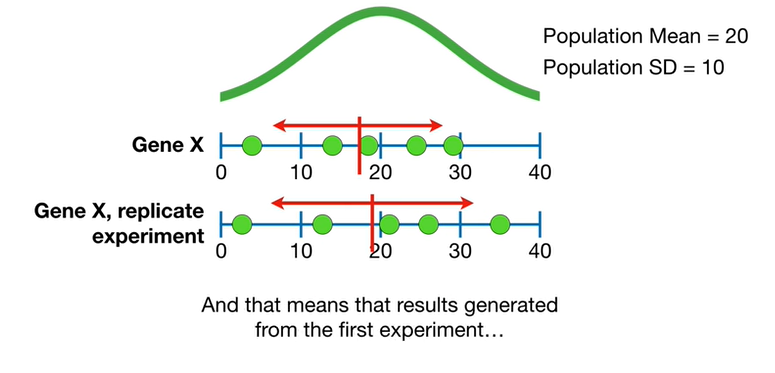 Population Mean = 20
Population SD = 10
Gene X
0 10 20 30 40
Gene X, replicate
experiment
0 10 20 30 40
And that means that results generated
from the first experiment…